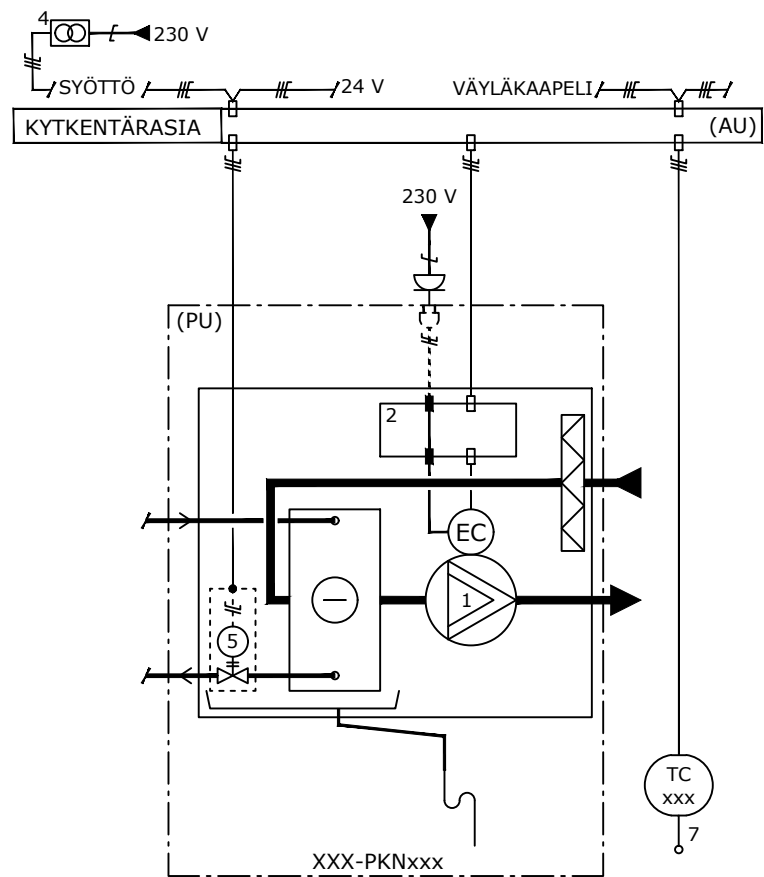 4
230 V
SYÖTTÖ
24 V
VÄYLÄKAAPELI
KYTKENTÄRASIA
(AU)
230 V
(PU)
2
EC
1
5
TC
xxx
7
XXX-PKNxxx